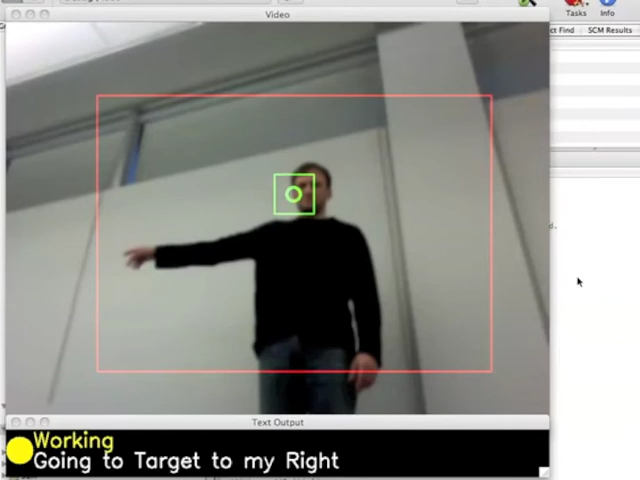 Video
Tasks
Info
ct Find
SCM Results
d.
Text Output
Working
Going to Target to my Right